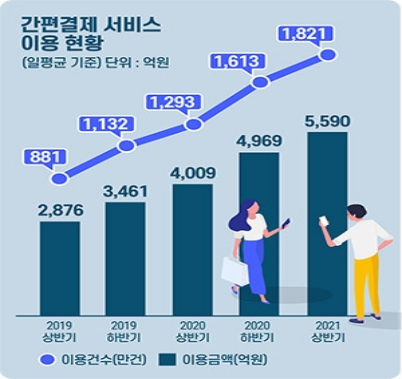 간편결제 서비스
이용 현황
(일평균 기준) 단위 : 억원
881
1,132
1,293
1,613
1,821
2,876
3,461
4,009
4,969
5,590
2019 상반기
2019 하반기
2020 상반기
2020 하반기
2021 상반기
이용건수(만건) 이용금액(억원)